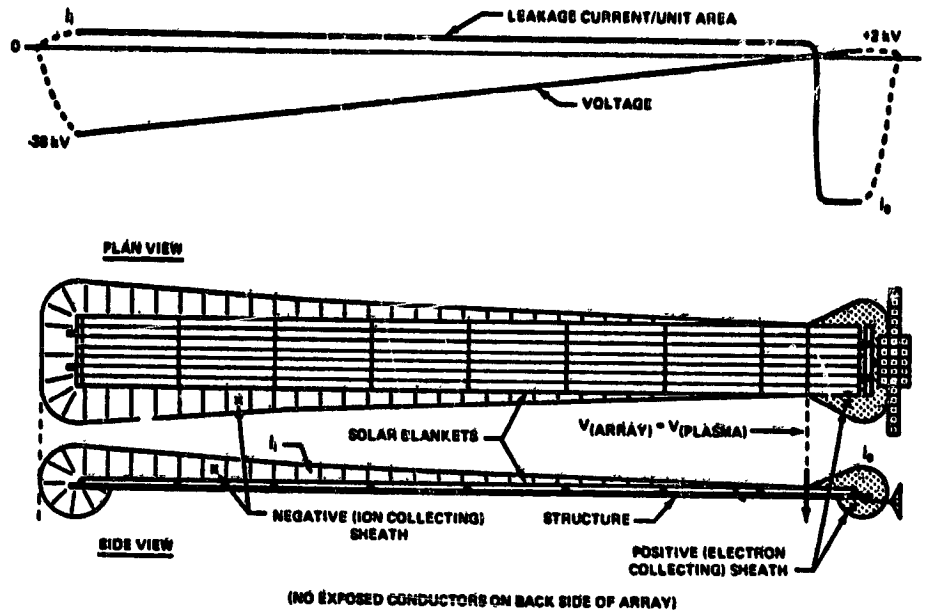 LEAKAGE CURRENT/UNIT AREA
0
+2 kV
VOLTAGE
-38 kV
PLAN VIEW
SOLAR BLANKETS
V(ARRAY) = V(PLASMA)
NEGATIVE (ION COLLECTING)
SHEATH
STRUCTURE
SIDE VIEW
POSITIVE (ELECTRON
COLLECTING) SHEATH
(NO EXPOSED CONDUCTORS ON BACK SIDE OF ARRAY)